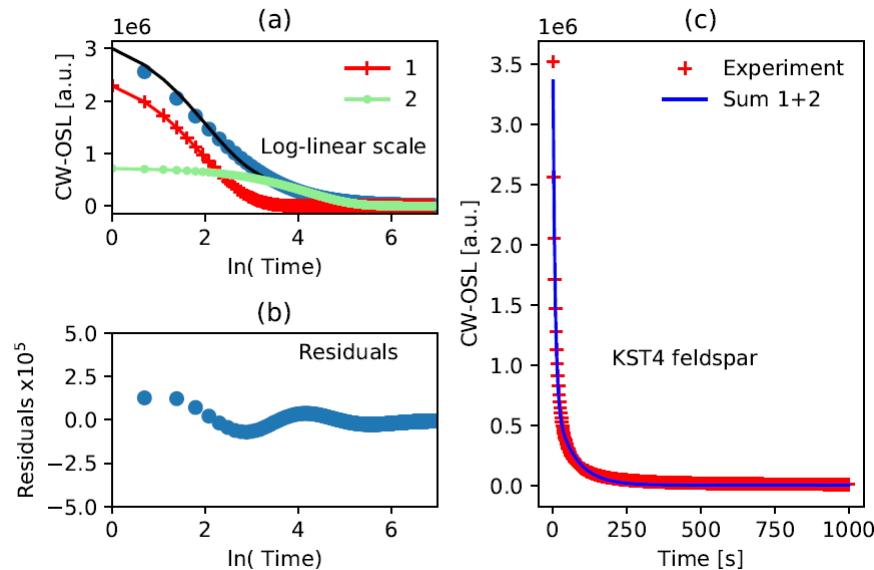 (a)
1e6
3
2
1
0
CW-OSL [a.u.]
1
2
Log-linear scale
0
2
4
6
ln( Time)
(b)
5.0
2.5
0.0
−2.5
−5.0
Residuals x10⁵
Residuals
0
2
4
6
ln( Time)
(c)
1e6
3.5
3.0
2.5
2.0
1.5
1.0
0.5
0.0
CW-OSL [a.u.]
Experiment
Sum 1+2
KST4 feldspar
0
250
500
750
1000
Time [s]